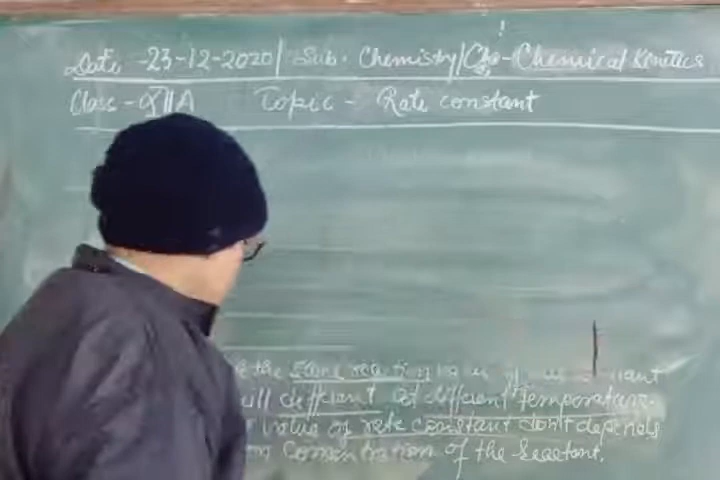 Date -23-12-2020 | Sub. Chemistry | Ch - Chemical Kinetics
Class - XII A Topic - Rate constant
the same reaction
will different at different temperature.
value of rate constant don't depends
on concentration of the reactant.